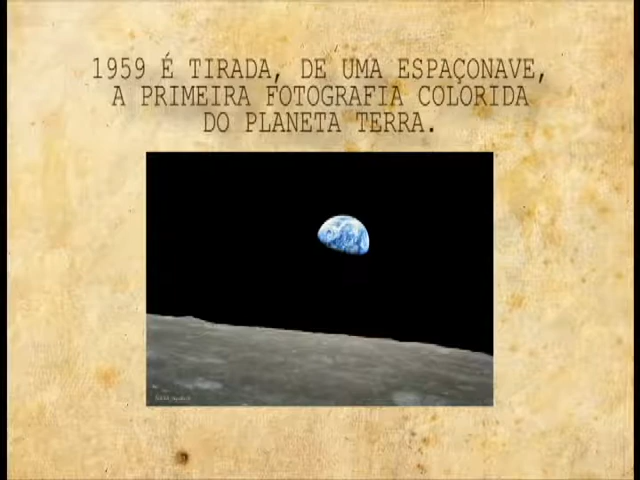 1959 É TIRADA, DE UMA ESPAÇONAVE,
A PRIMEIRA FOTOGRAFIA COLORIDA
DO PLANETA TERRA.